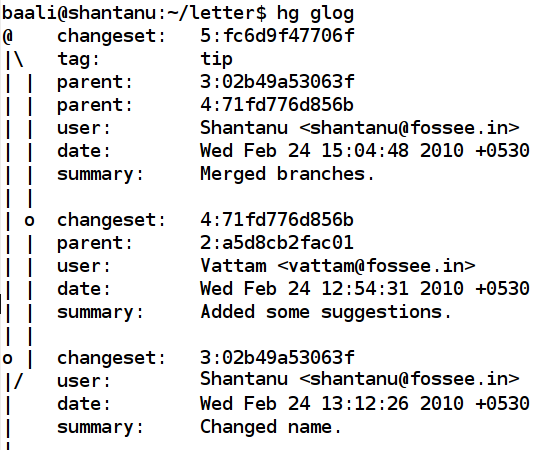 baali@shantanu:~/letter$ hg glog
@    changeset:   5:fc6d9f47706f
|\   tag:         tip
| |  parent:      3:02b49a53063f
| |  parent:      4:71fd776d856b
| |  user:        Shantanu <shantanu@fossee.in>
| |  date:        Wed Feb 24 15:04:48 2010 +0530
| |  summary:     Merged branches.
| |
| o  changeset:   4:71fd776d856b
| |  parent:      2:a5d8cb2fac01
| |  user:        Vattam <vattam@fossee.in>
| |  date:        Wed Feb 24 12:54:31 2010 +0530
| |  summary:     Added some suggestions.
| |
o |  changeset:   3:02b49a53063f
|/   user:        Shantanu <shantanu@fossee.in>
|    date:        Wed Feb 24 13:12:26 2010 +0530
|    summary:     Changed name.
|